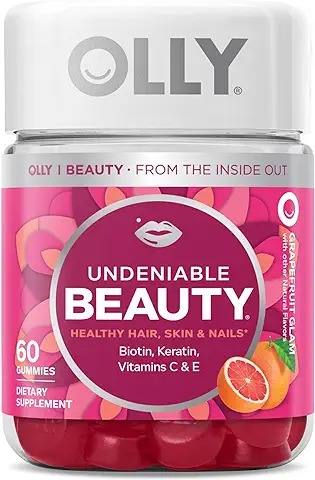 OLLY®
OLLY | BEAUTY · FROM THE INSIDE OUT
UNDENIABLE
BEAUTY®
HEALTHY HAIR, SKIN & NAILS*
Biotin, Keratin,
Vitamins C & E
60
GUMMIES
DIETARY
SUPPLEMENT
GRAPEFRUIT GLAM
with other Natural Flavors